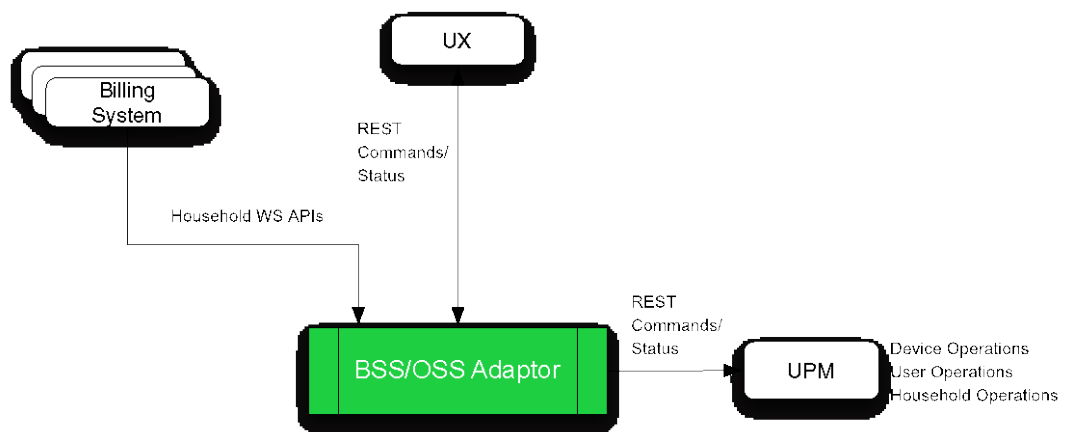 UX
Billing
System
REST
Commands/
Status
Household WS APIs
REST
Commands/
Status
BSS/OSS Adaptor
UPM
Device Operations
User Operations
Household Operations